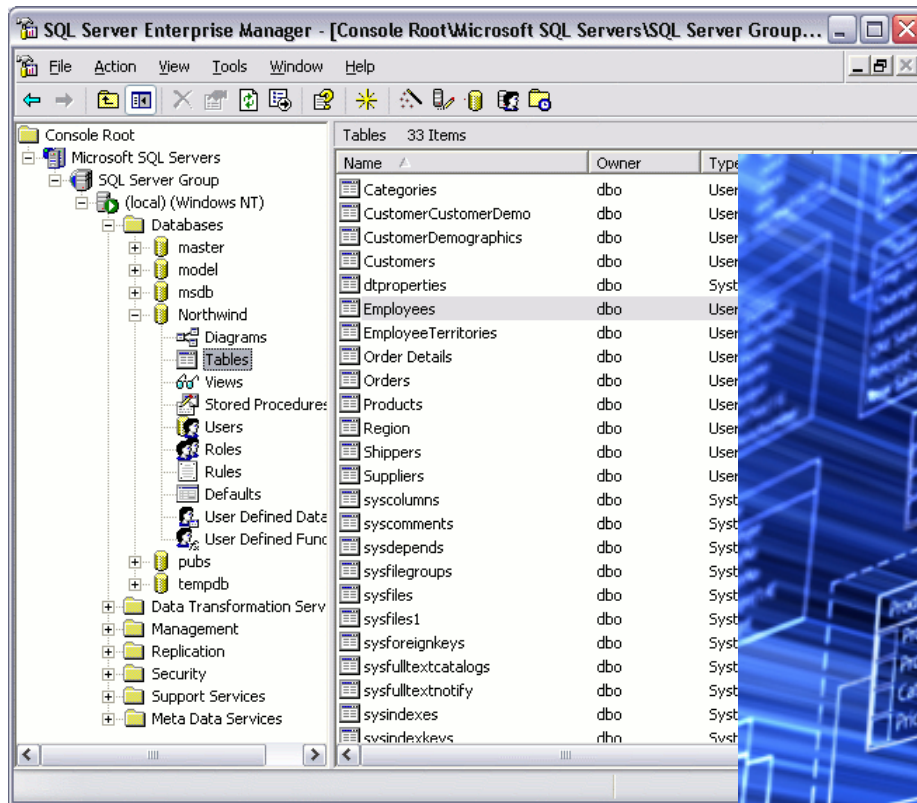 SQL Server Enterprise Manager - [Console Root\Microsoft SQL Servers\SQL Server Group...
File Action View Tools Window Help
Console Root
Microsoft SQL Servers
SQL Server Group
(local) (Windows NT)
Databases
master
model
msdb
Northwind
Diagrams
Tables
Views
Stored Procedures
Users
Roles
Rules
Defaults
User Defined Data
User Defined Func
pubs
tempdb
Data Transformation Serv
Management
Replication
Security
Support Services
Meta Data Services
Tables 33 Items
Name Owner Type
Categories dbo User
CustomerCustomerDemo dbo User
CustomerDemographics dbo User
Customers dbo User
dtproperties dbo Syst
Employees dbo User
EmployeeTerritories dbo User
Order Details dbo User
Orders dbo User
Products dbo User
Region dbo User
Shippers dbo User
Suppliers dbo User
syscolumns dbo Syst
syscomments dbo Syst
sysdepends dbo Syst
sysfilegroups dbo Syst
sysfiles dbo Syst
sysfiles1 dbo Syst
sysforeignkeys dbo Syst
sysfulltextcatalogs dbo Syst
sysfulltextnotify dbo Syst
sysindexes dbo Syst
sysindexkeys dbo Syst